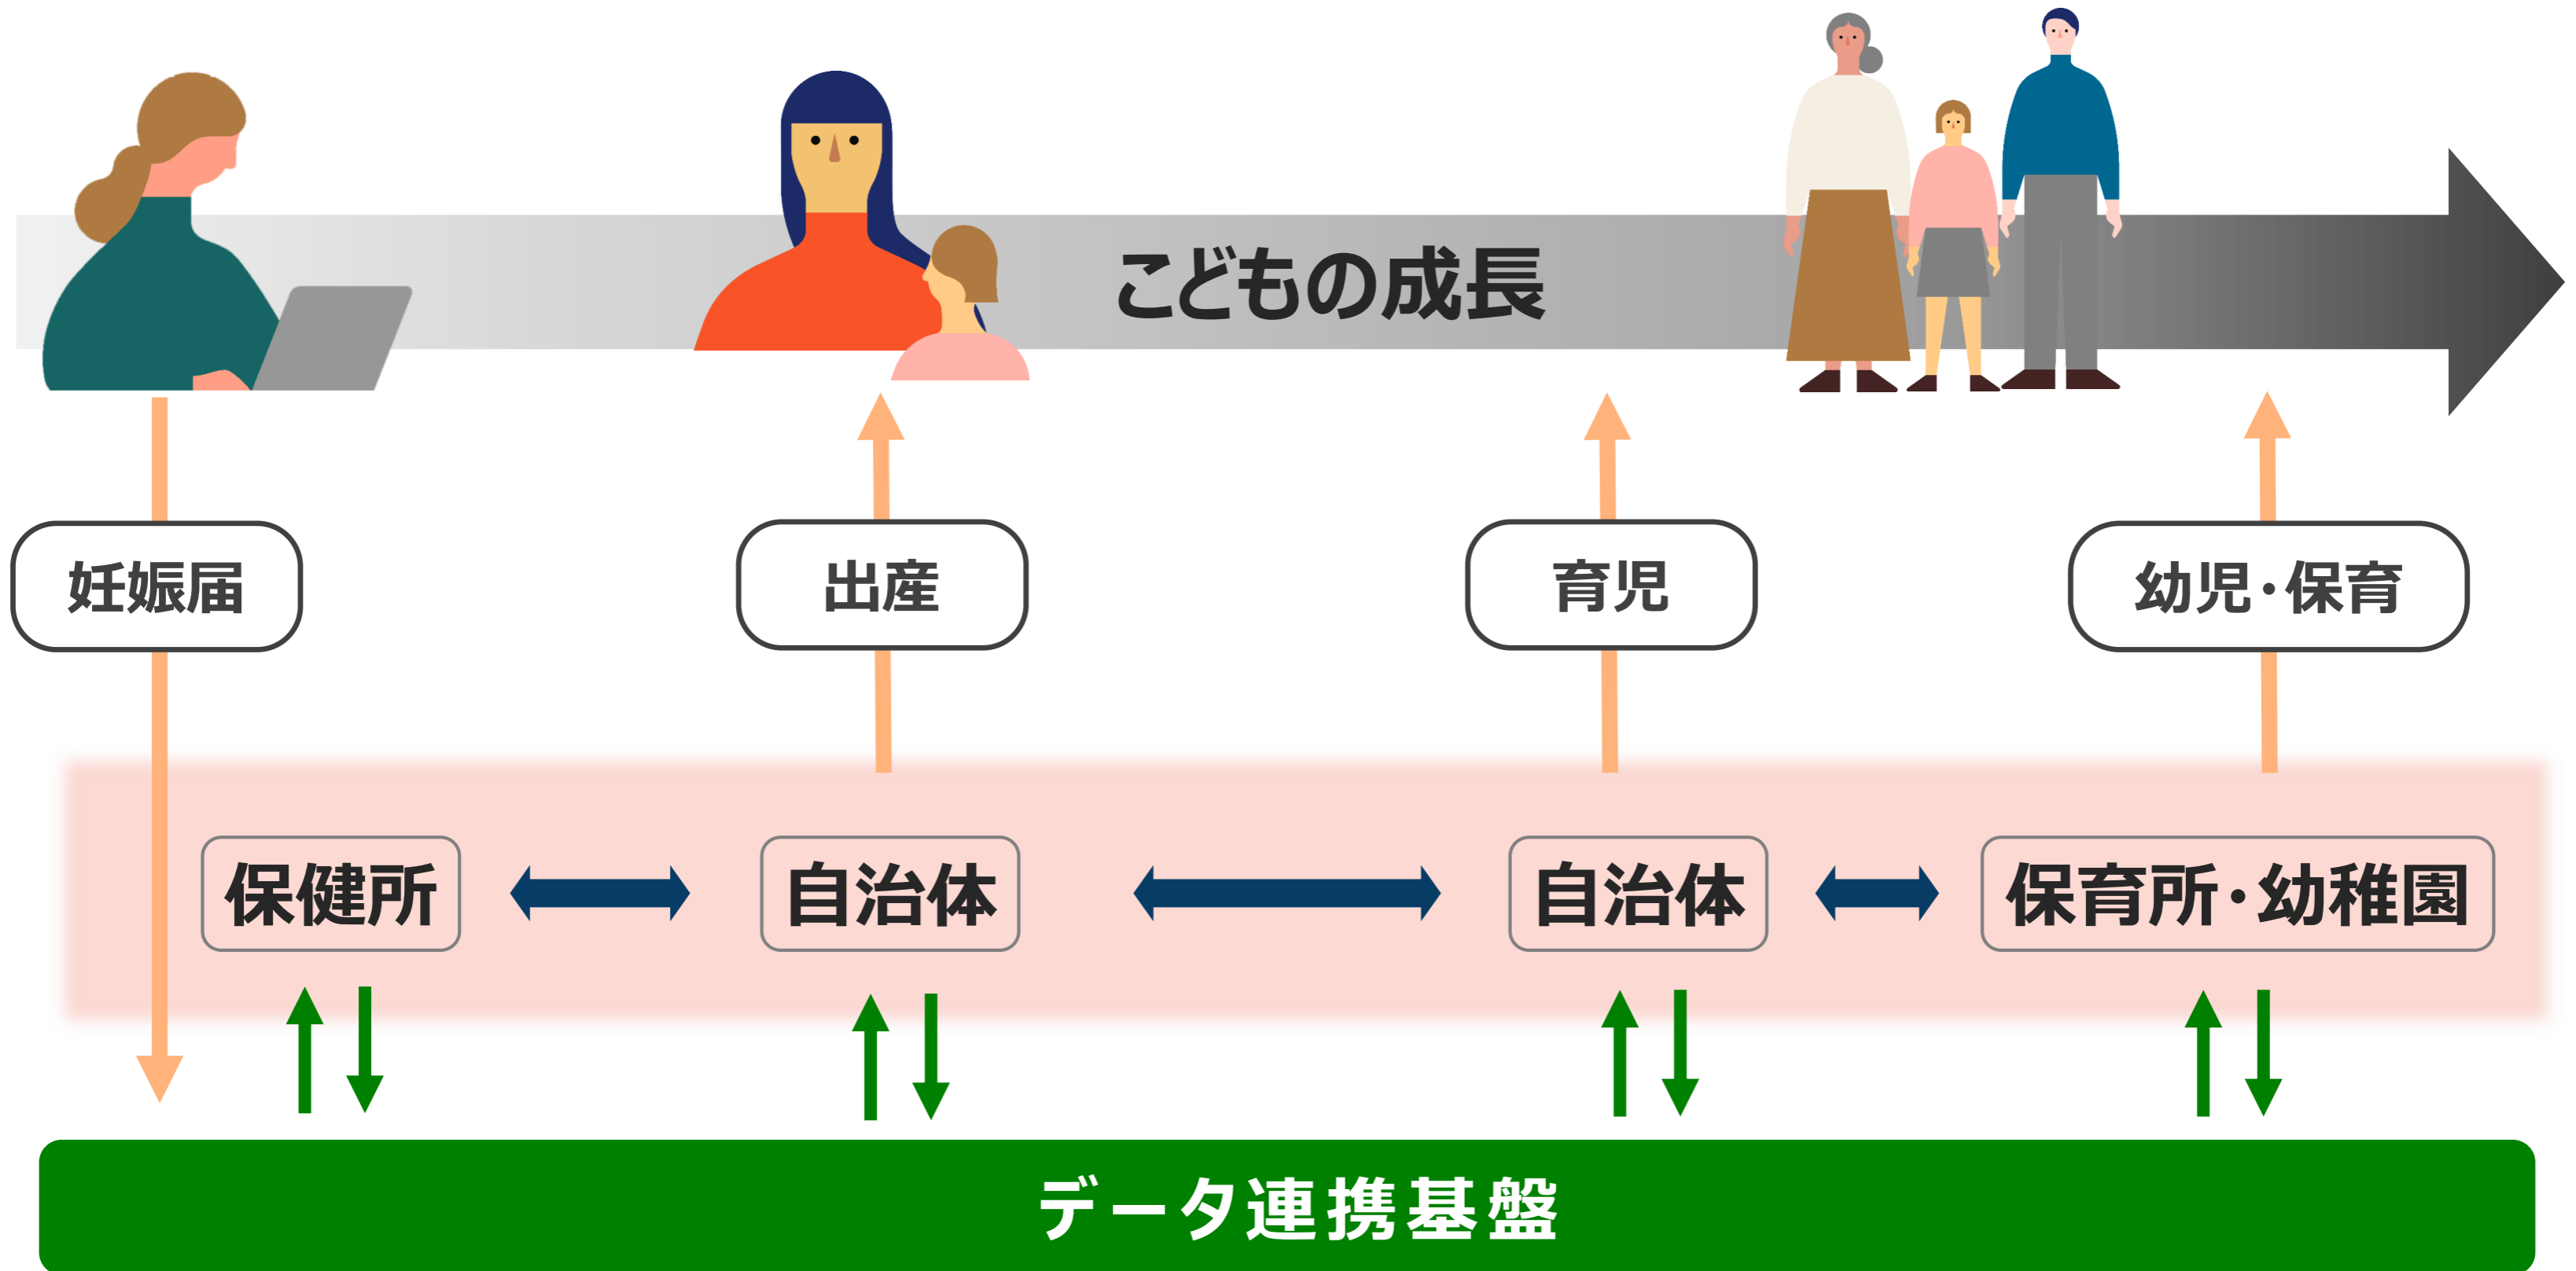 こどもの成長
妊娠届
出産
育児
幼児・保育
保健所
自治体
自治体
保育所・幼稚園
データ連携基盤